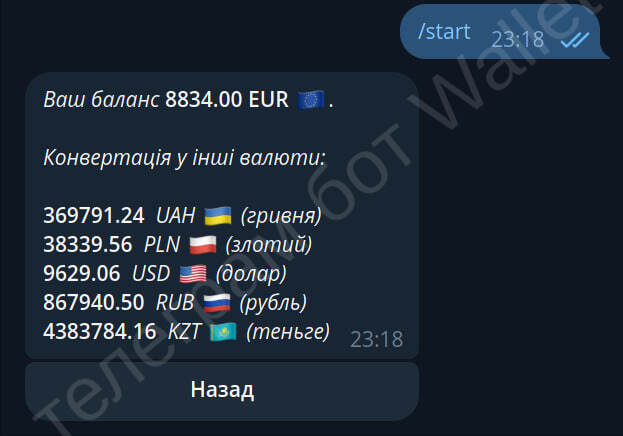 /start 23:18
Ваш баланс 8834.00 EUR 🇪🇺.
Конвертація у інші валюти:
369791.24 UAH 🇺🇦 (гривня)
38339.56 PLN 🇵🇱 (злотий)
9629.06 USD 🇺🇸 (долар)
867940.50 RUB 🇷🇺 (рубль)
4383784.16 KZT 🇰🇿 (теньге) 23:18
Назад
Телеграм бот Wallet